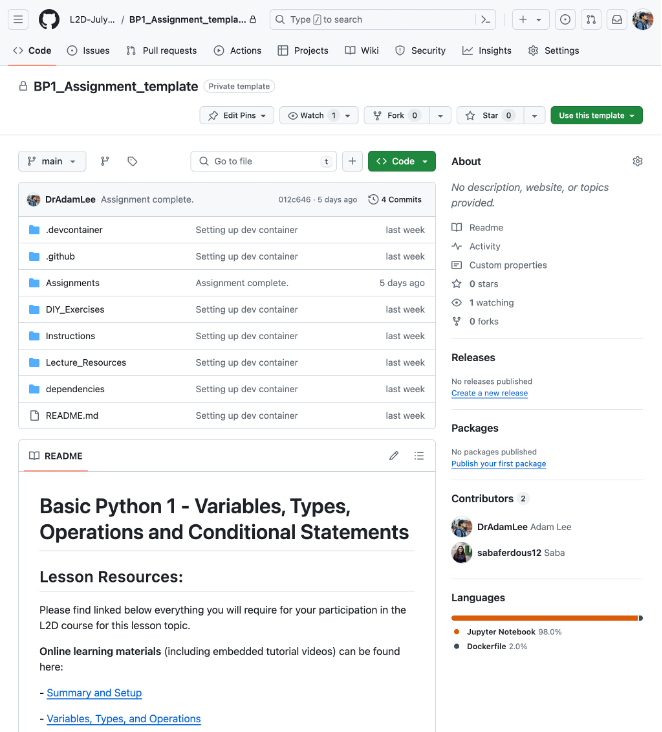 L2D-July... / BP1_Assignment_templa...
Type / to search
Code Issues Pull requests Actions Projects Wiki Security Insights Settings
BP1_Assignment_template Private template
Edit Pins Watch 1 Fork 0 Star 0 Use this template
main Go to file t Code
DrAdamLee Assignment complete. 012c646 · 5 days ago 4 Commits
.devcontainer Setting up dev container last week
.github Setting up dev container last week
Assignments Assignment complete. 5 days ago
DIY_Exercises Setting up dev container last week
Instructions Setting up dev container last week
Lecture_Resources Setting up dev container last week
dependencies Setting up dev container last week
README.md Setting up dev container last week
README
Basic Python 1 - Variables, Types,
Operations and Conditional Statements
Lesson Resources:
Please find linked below everything you will require for your participation in the
L2D course for this lesson topic.
Online learning materials (including embedded tutorial videos) can be found
here:
- Summary and Setup
- Variables, Types, and Operations
About
No description, website, or topics
provided.
Readme
Activity
Custom properties
0 stars
1 watching
0 forks
Releases
No releases published
Create a new release
Packages
No packages published
Publish your first package
Contributors 2
DrAdamLee Adam Lee
sabaferdous12 Saba
Languages
Jupyter Notebook 98.0%
Dockerfile 2.0%